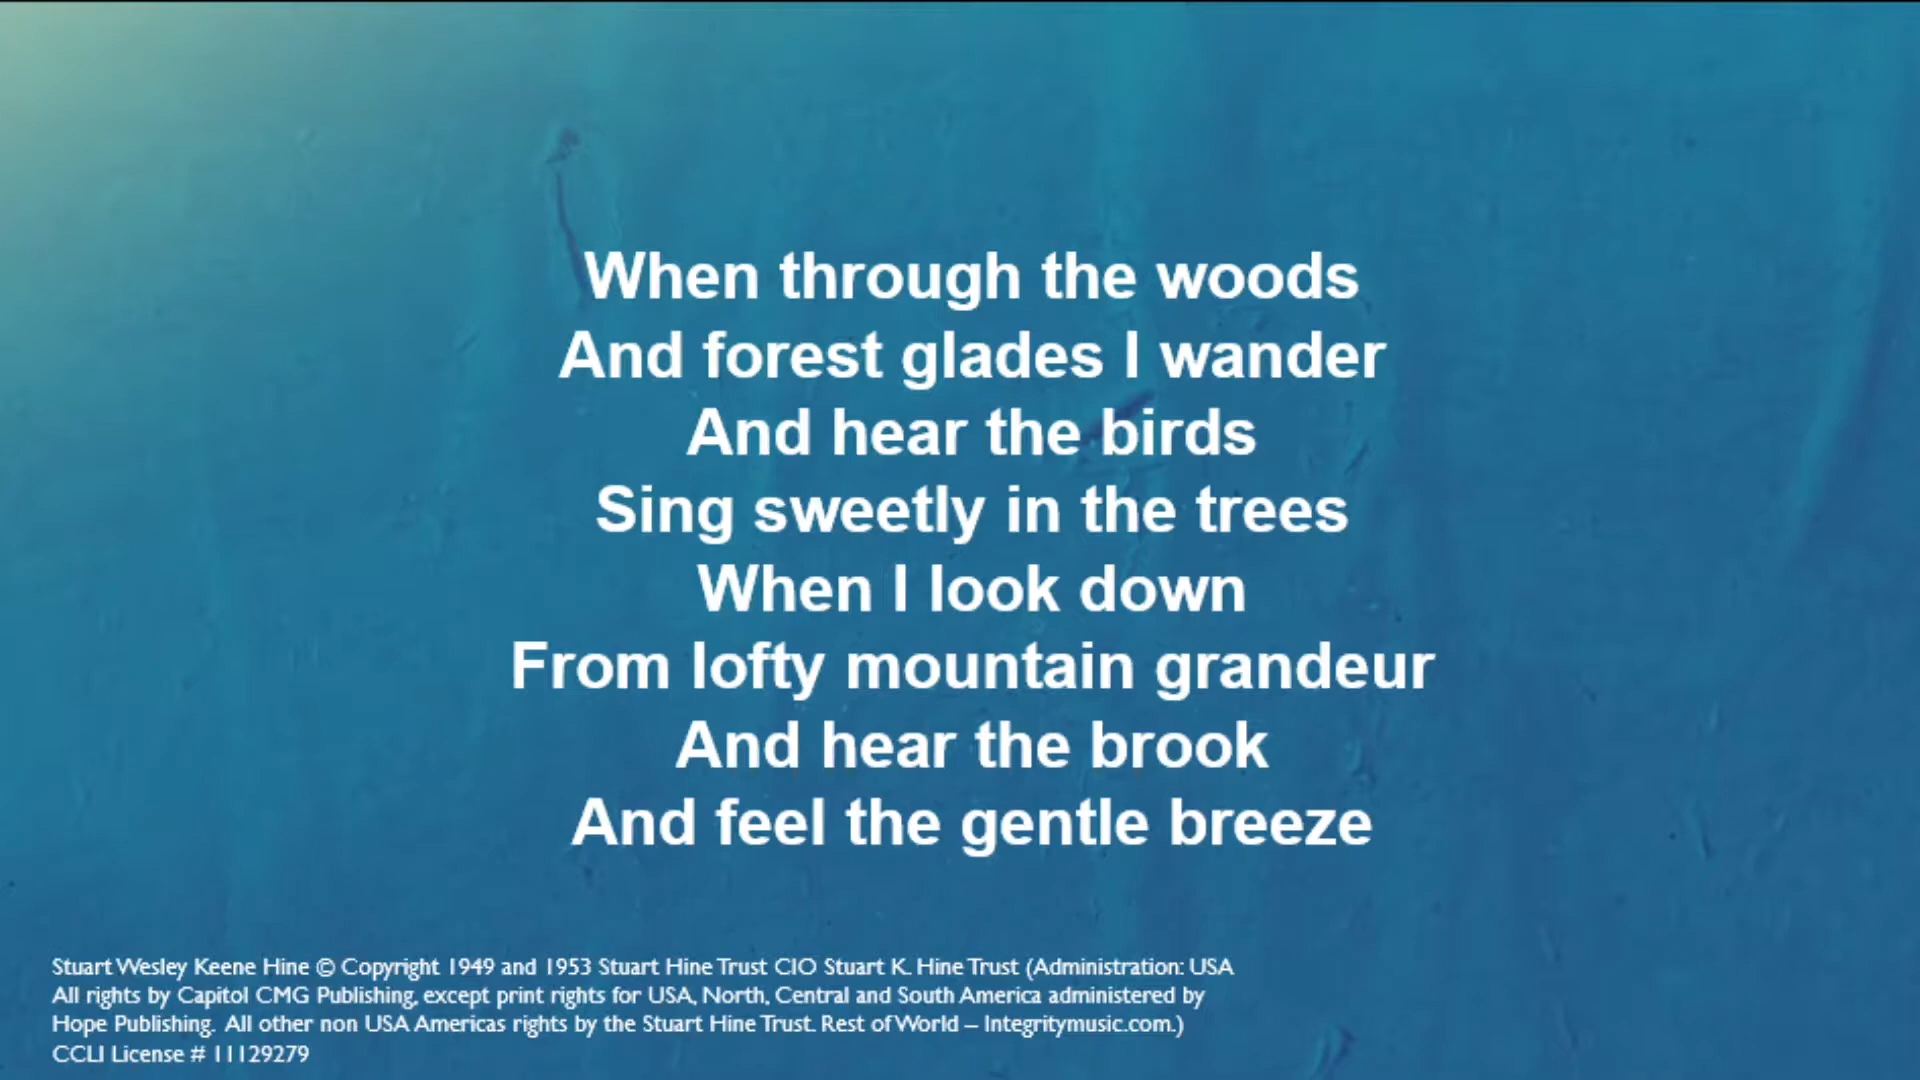 When through the woods
And forest glades I wander
And hear the birds
Sing sweetly in the trees
When I look down
From lofty mountain grandeur
And hear the brook
And feel the gentle breeze
Stuart Wesley Keene Hine © Copyright 1949 and 1953 Stuart Hine Trust CIO Stuart K. Hine Trust (Administration: USA
All rights by Capitol CMG Publishing, except print rights for USA, North, Central and South America administered by
Hope Publishing. All other non USA Americas rights by the Stuart Hine Trust. Rest of World – Integritymusic.com.)
CCLI License # 11129279